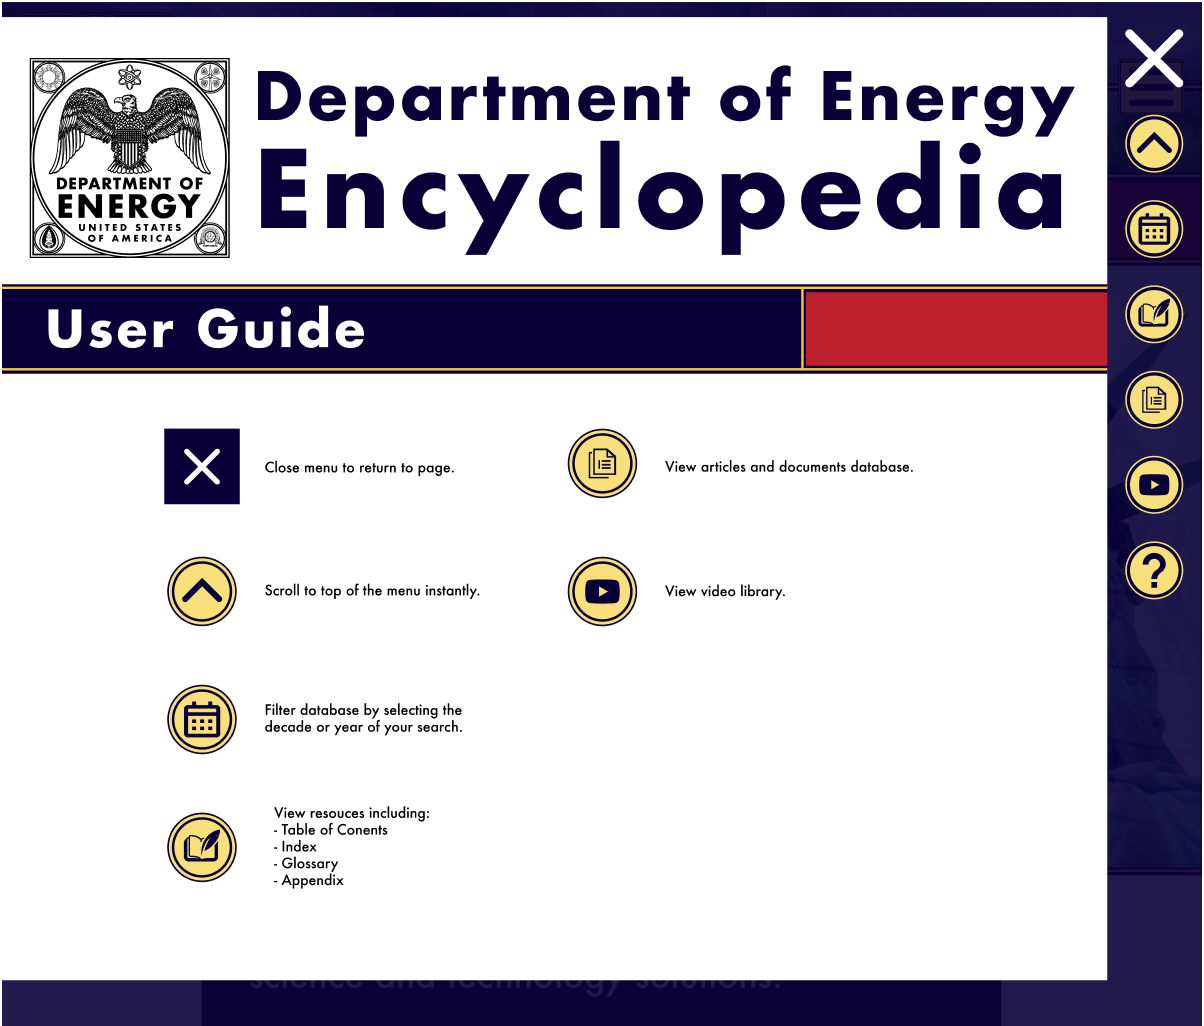 DEPARTMENT OF
ENERGY
UNITED STATES
OF AMERICA
Department of Energy
Encyclopedia
User Guide
Close menu to return to page.
View articles and documents database.
Scroll to top of the menu instantly.
View video library.
Filter database by selecting the
decade or year of your search.
View resouces including:
- Table of Conents
- Index
- Glossary
- Appendix
science and technology solutions.